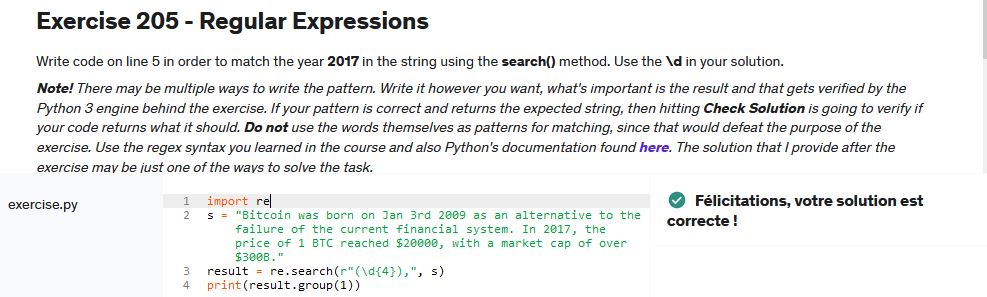 Exercise 205 - Regular Expressions
Write code on line 5 in order to match the year 2017 in the string using the search() method. Use the \d in your solution.
Note! There may be multiple ways to write the pattern. Write it however you want, what's important is the result and that gets verified by the
Python 3 engine behind the exercise. If your pattern is correct and returns the expected string, then hitting Check Solution is going to verify if
your code returns what it should. Do not use the words themselves as patterns for matching, since that would defeat the purpose of the
exercise. Use the regex syntax you learned in the course and also Python's documentation found here. The solution that I provide after the
exercise may be just one of the ways to solve the task.
exercise.py
1 import re
2 s = "Bitcoin was born on Jan 3rd 2009 as an alternative to the
failure of the current financial system. In 2017, the
price of 1 BTC reached $20000, with a market cap of over
$300B."
3 result = re.search(r"(\d{4}),", s)
4 print(result.group(1))
Félicitations, votre solution est
correcte !